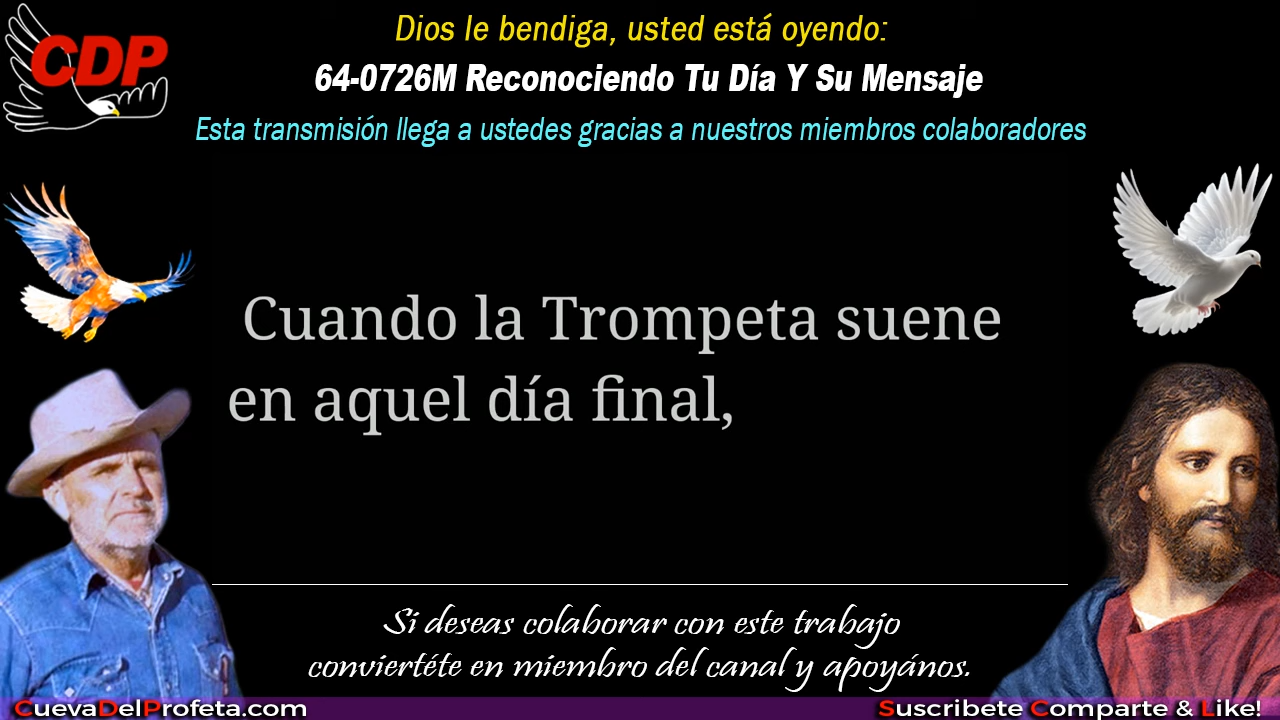 CDP
Dios le bendiga, usted está oyendo:
64-0726M Reconociendo Tu Día Y Su Mensaje
Esta transmisión llega a ustedes gracias a nuestros miembros colaboradores
Cuando la Trompeta suene
en aquel día final,
Si deseas colaborar con este trabajo
conviertéte en miembro del canal y apoyános.
CuevaDelProfeta.com
Suscribete Comparte & Like!